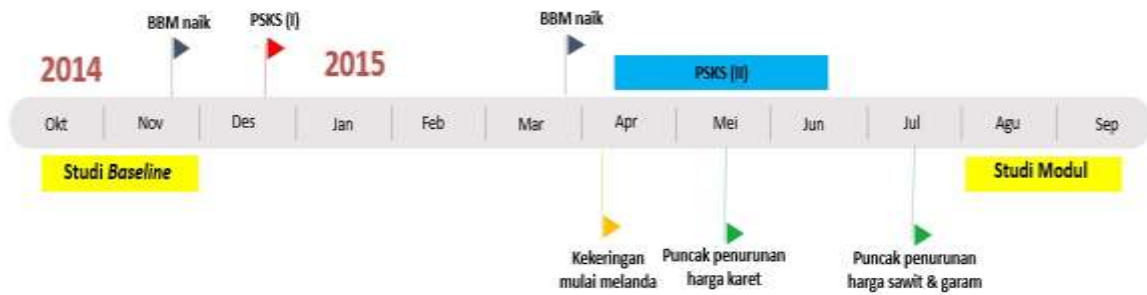 BBM naik
PSKS (I)
BBM naik
2014
2015
PSKS (II)
Okt Nov Des Jan Feb Mar Apr Mei Jun Jul Agu Sep
Studi Baseline
Studi Modul
Kekeringan
mulai melanda
Puncak penurunan
harga karet
Puncak penurunan
harga sawit & garam